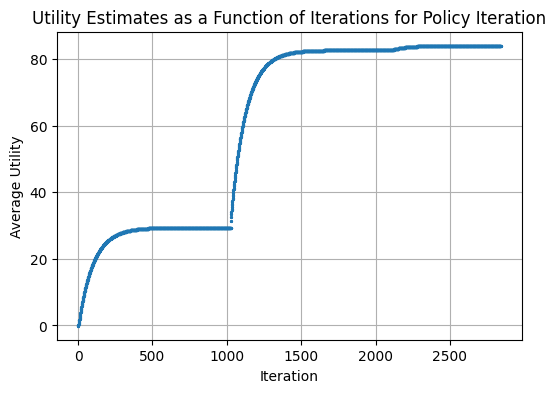 Utility Estimates as a Function of Iterations for Policy Iteration
80
60
40
20
0
Average Utility
0 500 1000 1500 2000 2500
Iteration